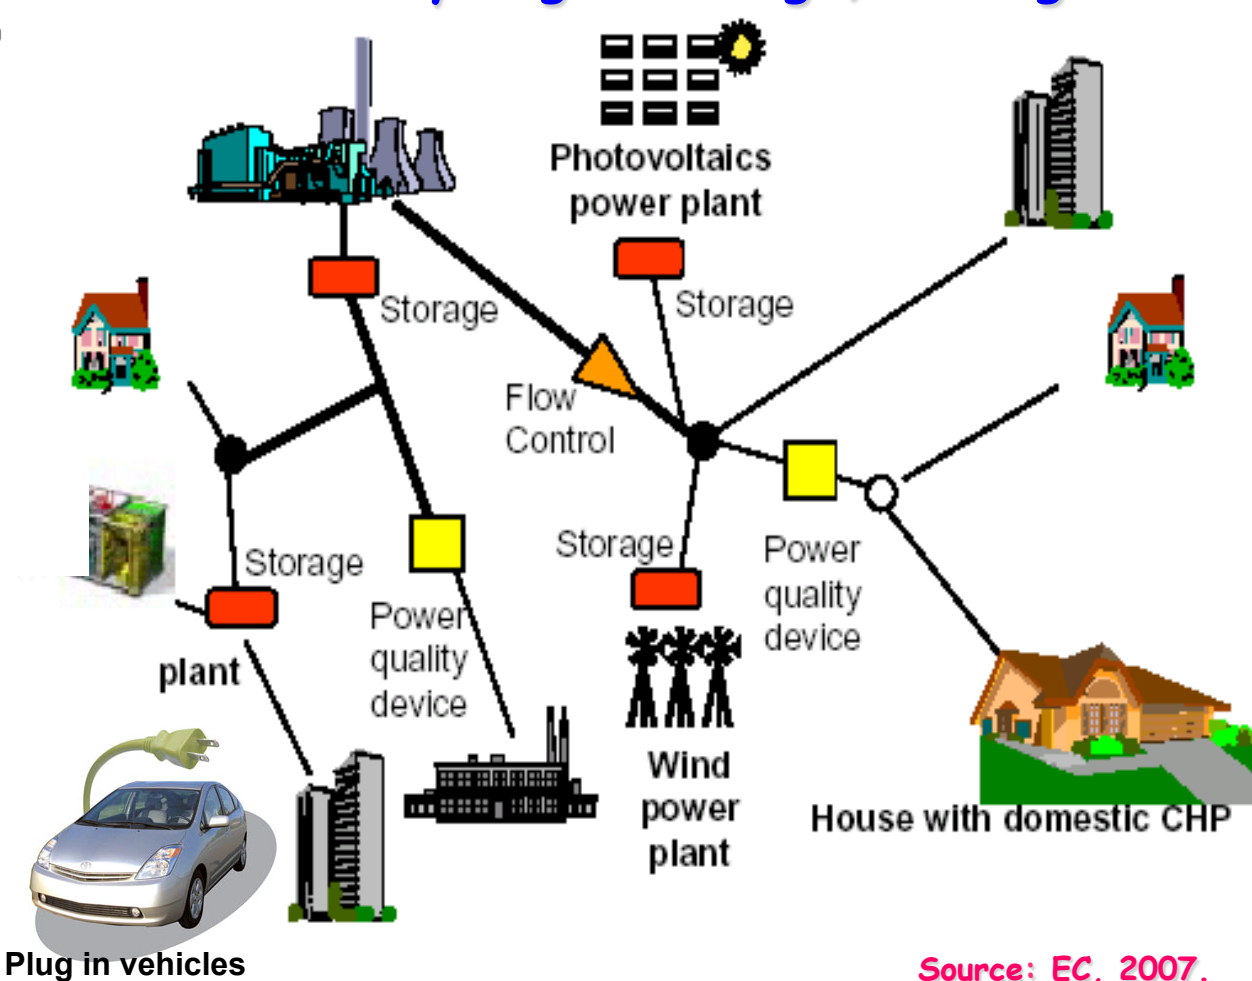 Photovoltaics
power plant
Storage
Storage
Flow
Control
Storage
Storage
Power
quality
device
Power
quality
device
plant
Wind
power
plant
House with domestic CHP
Plug in vehicles
Source: EC, 2007.